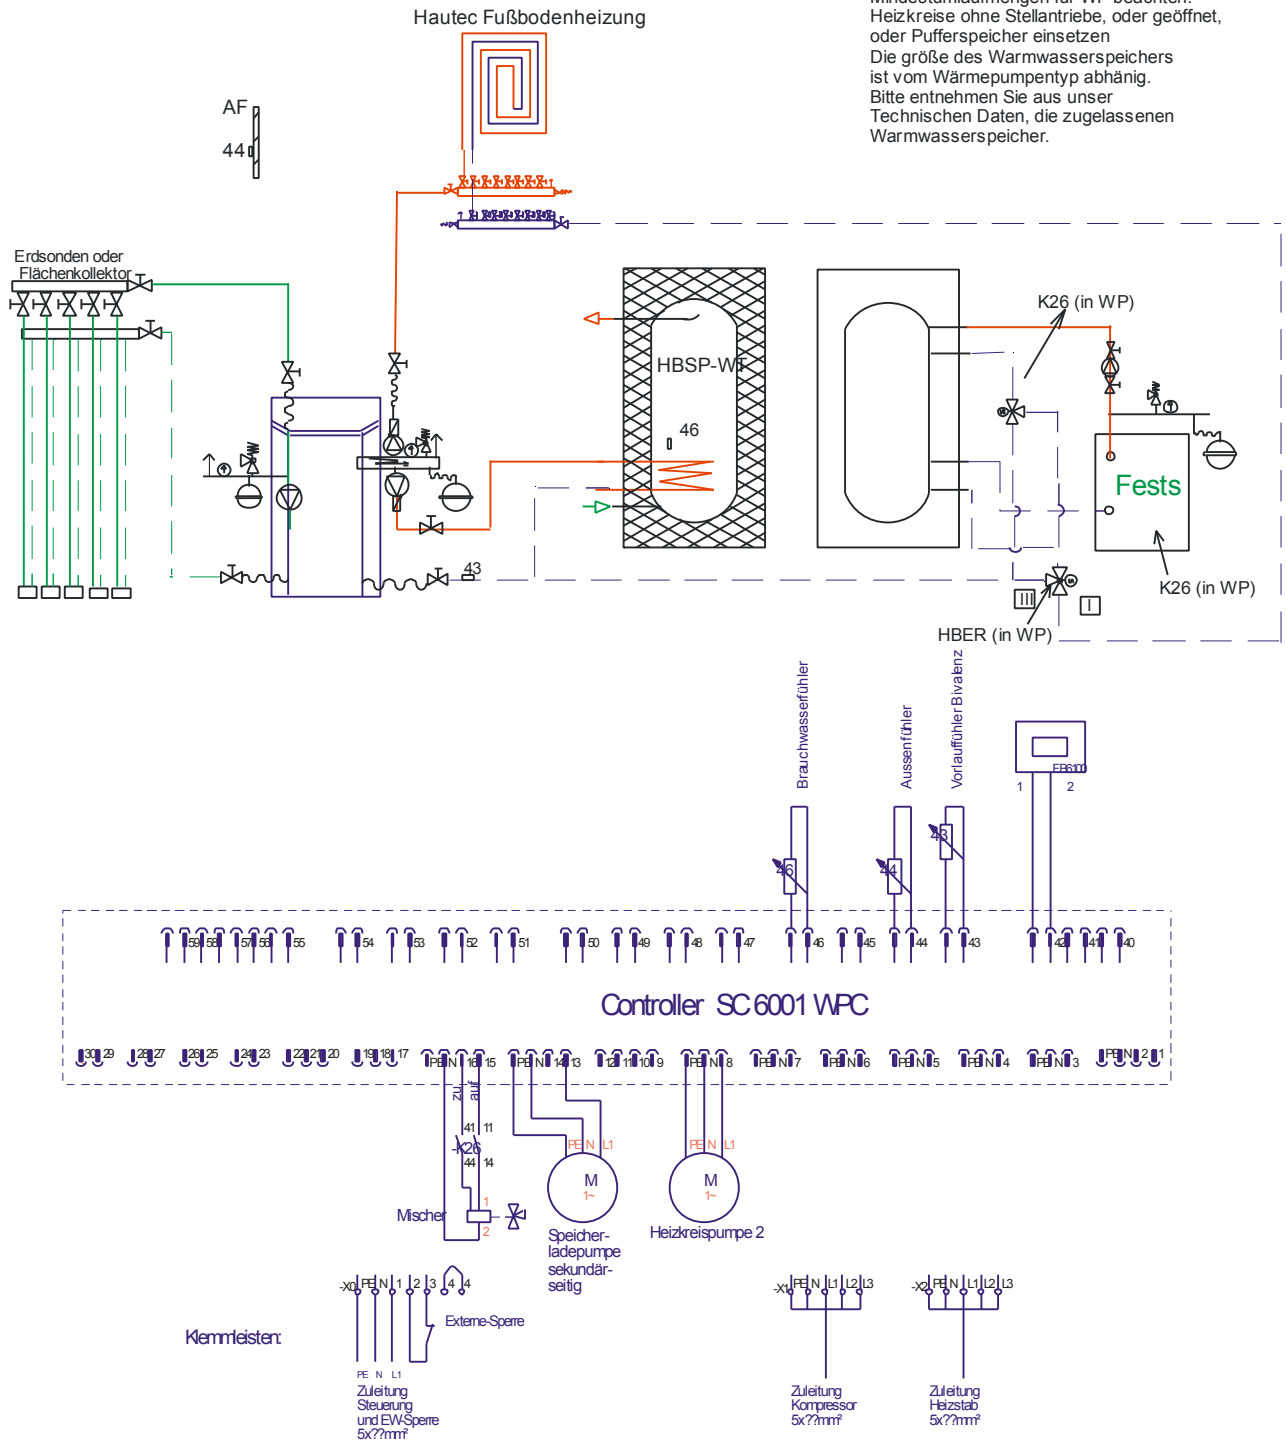 Hautec Fußbodenheizung
Mindestumlaufmengen für WP beachten.
Heizkreise ohne Stellantriebe, oder geöffnet,
oder Pufferspeicher einsetzen
Die größe des Warmwasserspeichers
ist vom Wärmepumpentyp abhänig.
Bitte entnehmen Sie aus unser
Technischen Daten, die zugelassenen
Warmwasserspeicher.
AF
44
Erdsonden oder
Flächenkollektor
K26 (in WP)
HBSP-WT
46
Fests
43
K26 (in WP)
III
I
HBER (in WP)
Brauchwasserfühler
Aussenfühler
Vorlauffühler Bivalenz
EB6100
1 2
46
44
43
59 58 57 56 55 54 53 52 51 50 49 48 47 46 45 44 43 42 41 40
Controller SC 6001 WPC
30 29 28 27 26 25 24 23 22 21 20 19 18 17 PE N 16 15 PE N 14 13 12 11 10 9 PE N 8 PE N 7 PE N 6 PE N 5 PE N 4 PE N 3 PE N 2 1
zu
auf
41 11
-K26
44 14
PE N L1
PE N L1
M
1~
M
1~
Mischer
1
2
Speicher-
ladepumpe
sekundär-
seitig
Heizkreispumpe 2
-X0 PE N 1 2 3 4 4
-X1 PE N L1 L2 L3
-X2 PE N L1 L2 L3
Externe-Sperre
Klemmleisten:
PE N L1
Zuleitung
Steuerung
und EW-Sperre
5x??mm²
Zuleitung
Kompressor
5x??mm²
Zuleitung
Heizstab
5x??mm²